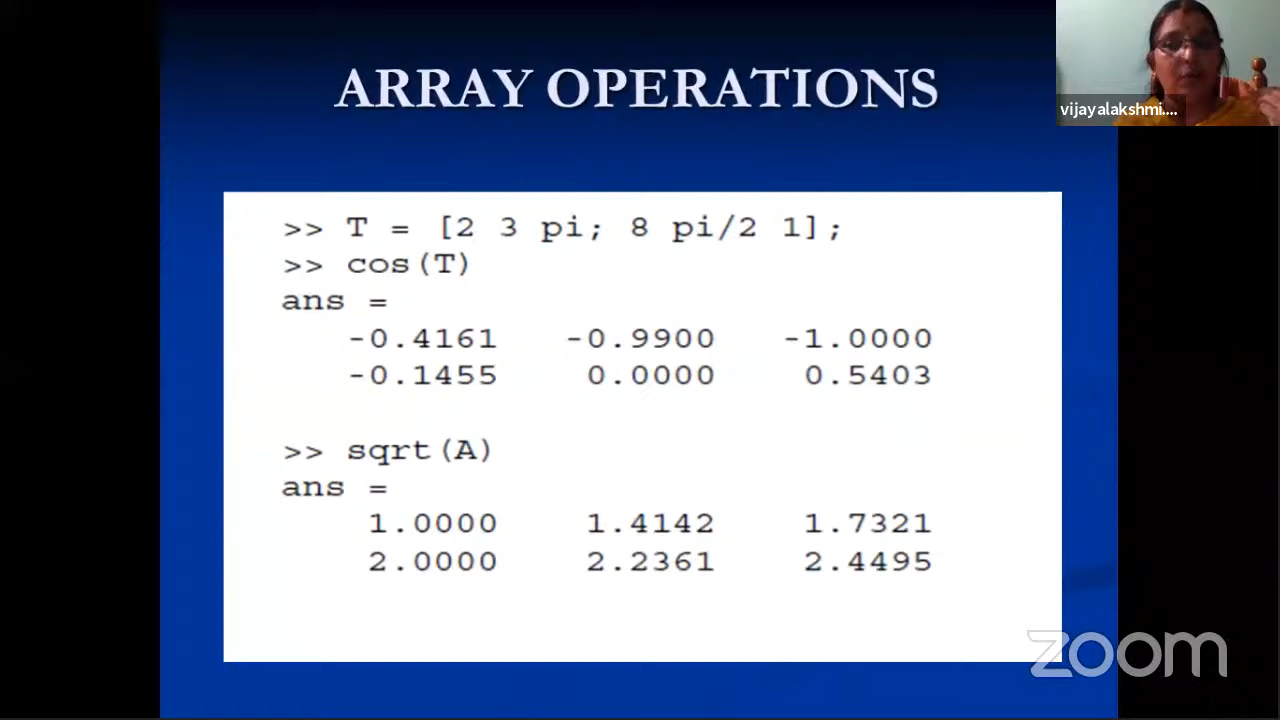 ARRAY OPERATIONS
vijayalakshmi....
>> T = [2 3 pi; 8 pi/2 1];
>> cos(T)
ans =
-0.4161 -0.9900 -1.0000
-0.1455 0.0000 0.5403
>> sqrt(A)
ans =
1.0000 1.4142 1.7321
2.0000 2.2361 2.4495
zoom